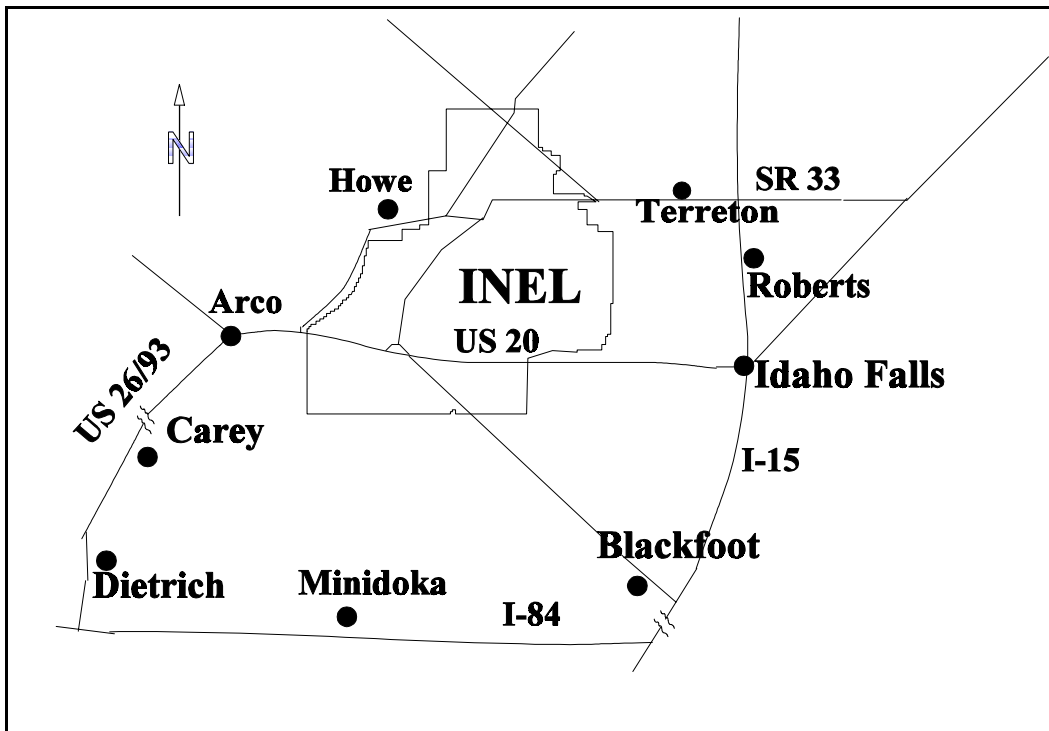 N
Howe
SR 33
Terreton
Roberts
INEL
Arco
US 20
Idaho Falls
US 26/93
Carey
I-15
Blackfoot
Dietrich
Minidoka
I-84